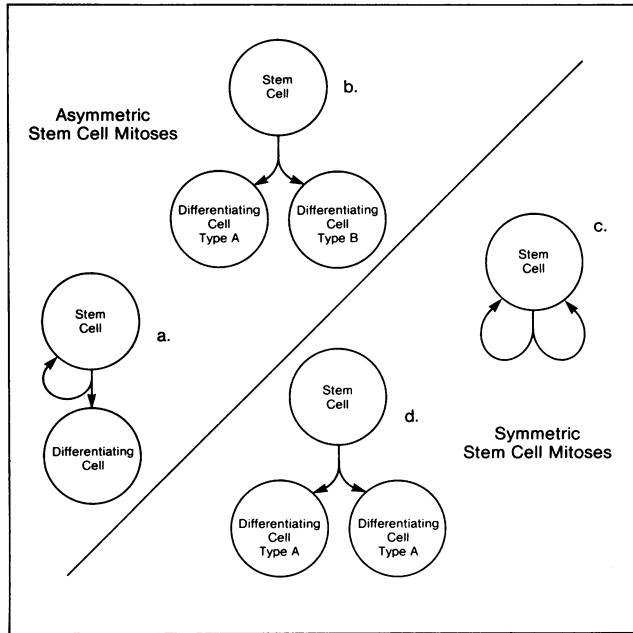 Asymmetric
Stem Cell Mitoses
Stem
Cell
b.
Differentiating
Cell
Type A
Differentiating
Cell
Type B
Stem
Cell
a.
Differentiating
Cell
c.
Stem
Cell
Stem
Cell
d.
Differentiating
Cell
Type A
Differentiating
Cell
Type A
Symmetric
Stem Cell Mitoses